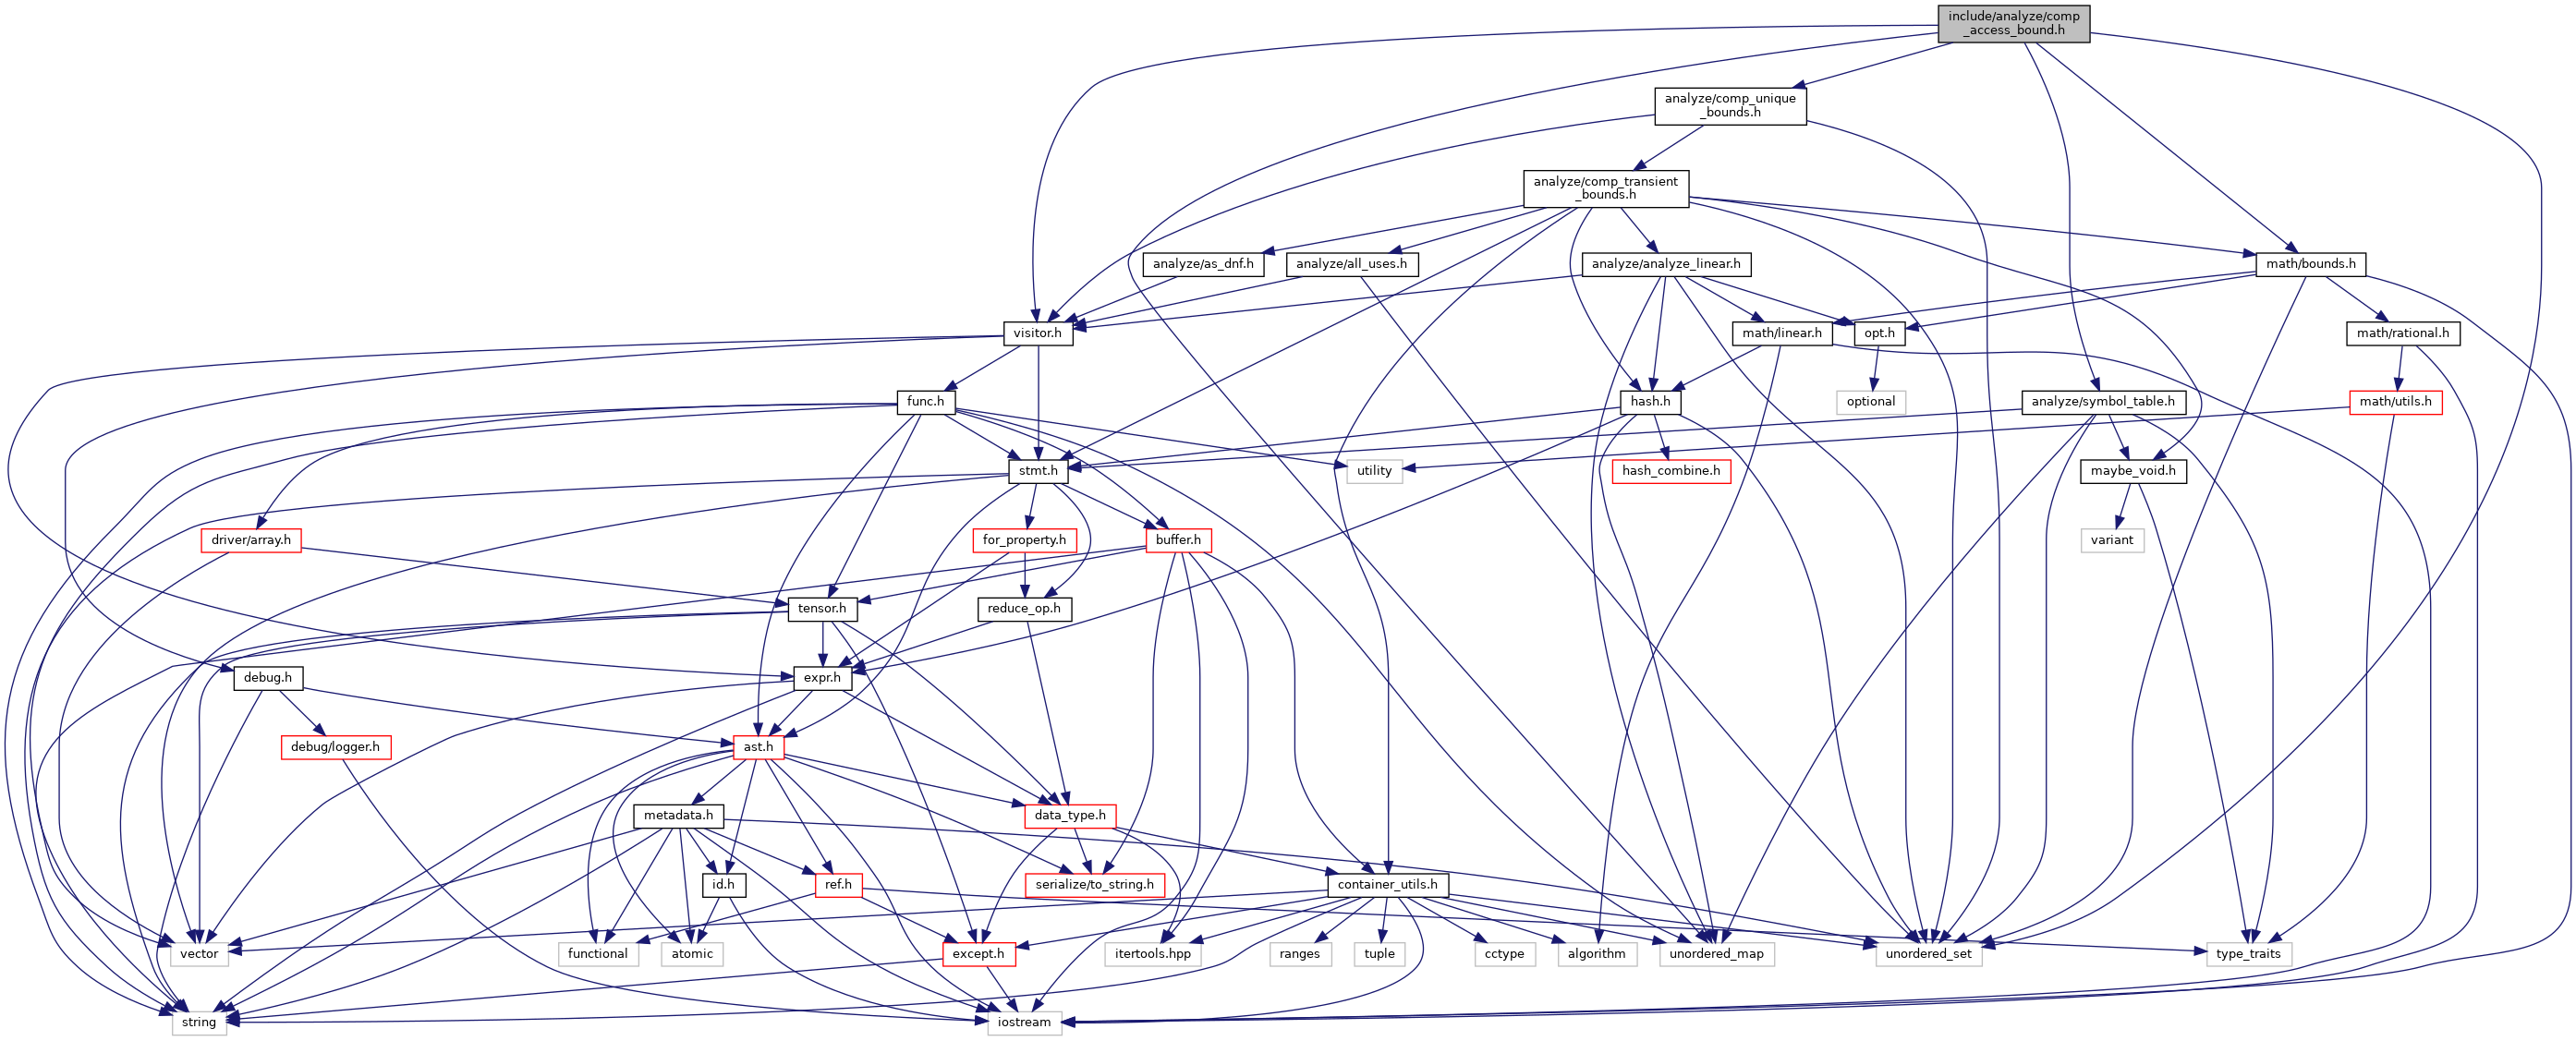 include/analyze/comp
_access_bound.h
analyze/comp_unique
_bounds.h
analyze/comp_transient
_bounds.h
analyze/as_dnf.h
analyze/all_uses.h
analyze/analyze_linear.h
math/bounds.h
visitor.h
math/linear.h
opt.h
math/rational.h
func.h
hash.h
optional
analyze/symbol_table.h
math/utils.h
stmt.h
utility
hash_combine.h
maybe_void.h
driver/array.h
for_property.h
buffer.h
variant
tensor.h
reduce_op.h
debug.h
expr.h
debug/logger.h
ast.h
metadata.h
data_type.h
id.h
ref.h
serialize/to_string.h
container_utils.h
vector
functional
atomic
except.h
itertools.hpp
ranges
tuple
cctype
algorithm
unordered_map
unordered_set
type_traits
string
iostream